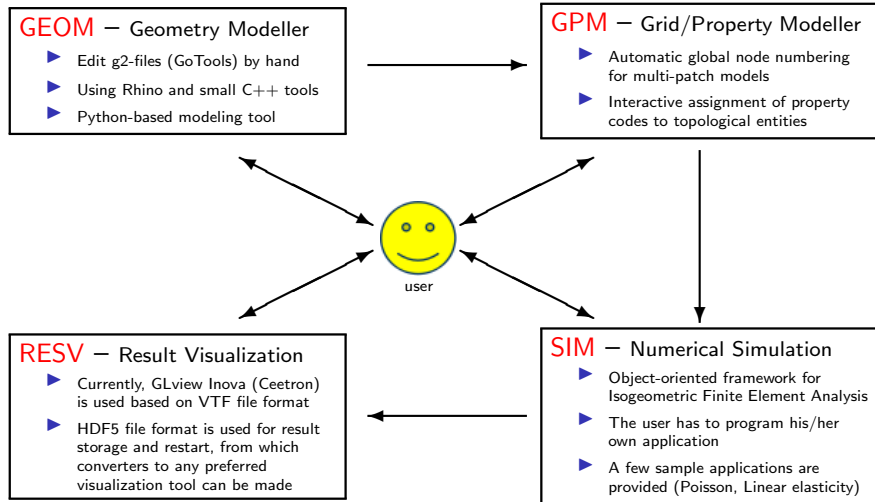 GEOM – Geometry Modeller
Edit g2-files (GoTools) by hand
Using Rhino and small C++ tools
Python-based modeling tool
GPM – Grid/Property Modeller
Automatic global node numbering
for multi-patch models
Interactive assignment of property
codes to topological entities
user
RESV – Result Visualization
Currently, GLview Inova (Ceetron)
is used based on VTF file format
HDF5 file format is used for result
storage and restart, from which
converters to any preferred
visualization tool can be made
SIM – Numerical Simulation
Object-oriented framework for
Isogeometric Finite Element Analysis
The user has to program his/her
own application
A few sample applications are
provided (Poisson, Linear elasticity)